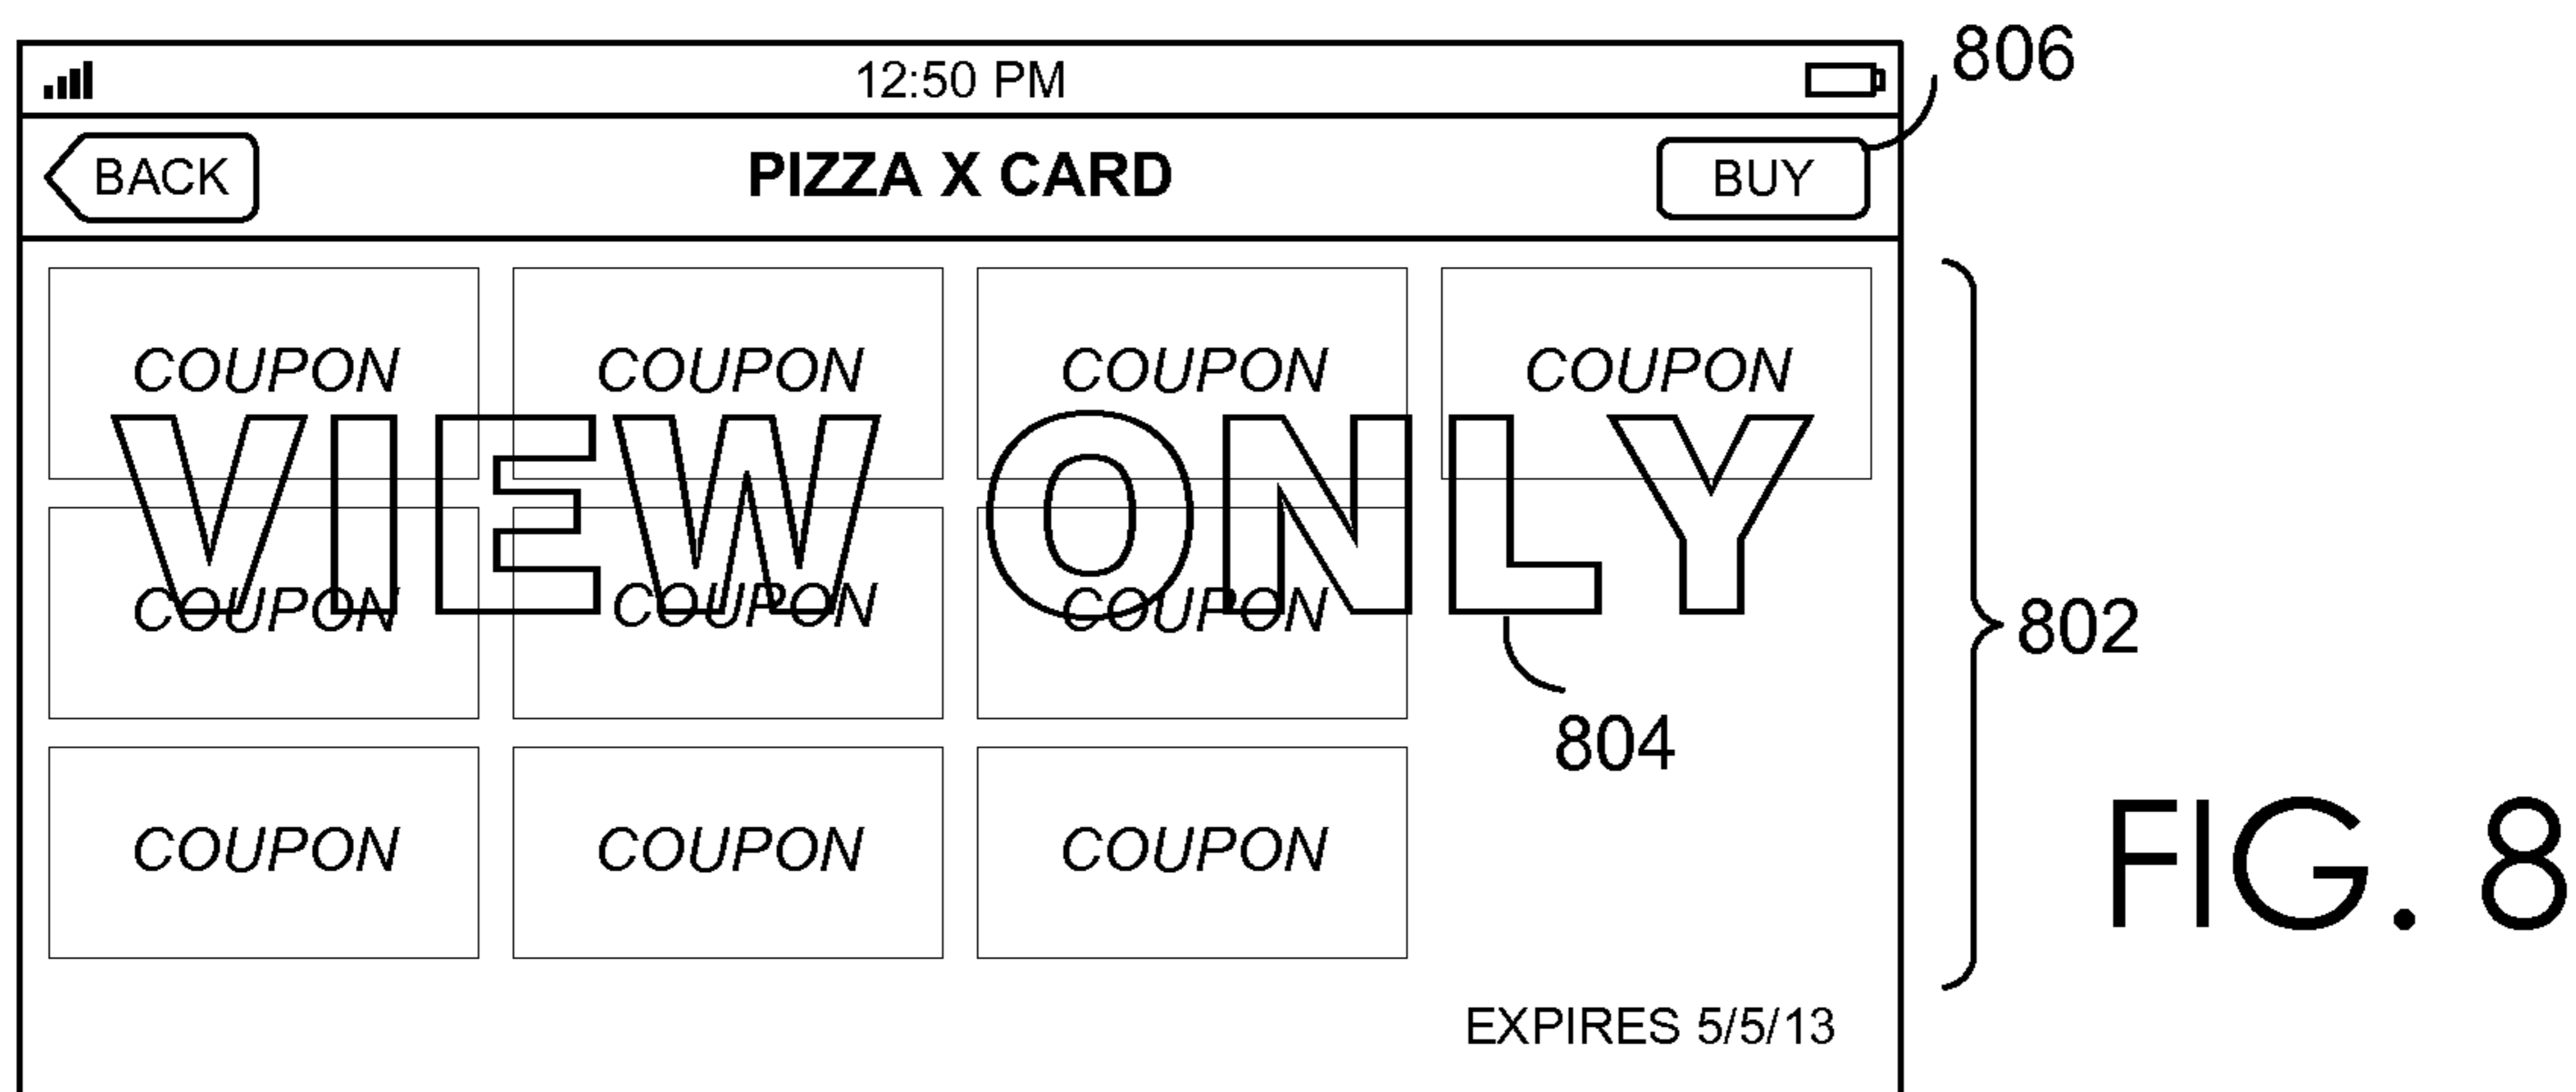 806
12:50 PM
BACK PIZZA X CARD BUY
COUPON COUPON COUPON COUPON
VIEW ONLY
COUPON COUPON COUPON
802
804
COUPON COUPON COUPON
FIG. 8
EXPIRES 5/5/13